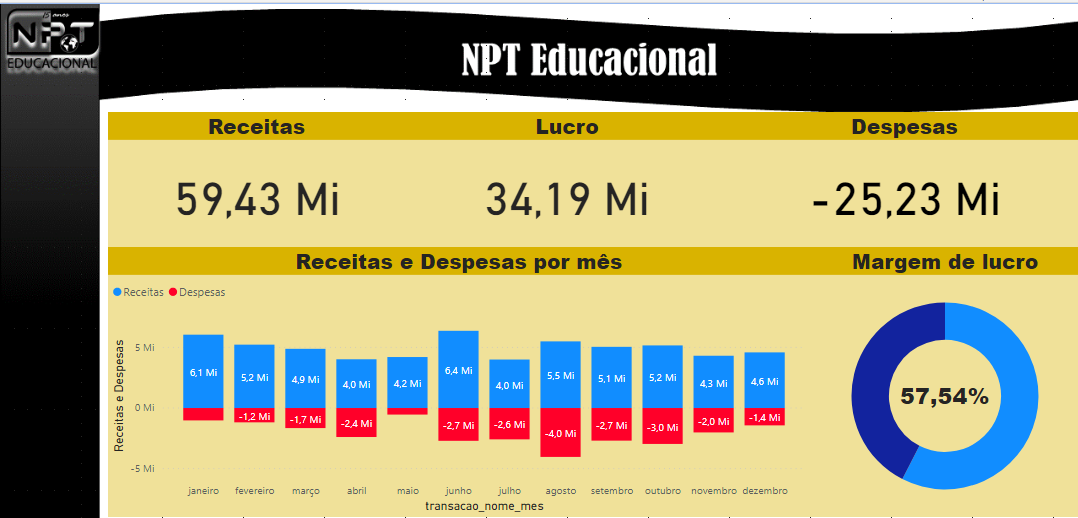 15 anos
NPT
EDUCACIONAL
NPT Educacional
Receitas Lucro Despesas
59,43 Mi 34,19 Mi -25,23 Mi
Receitas e Despesas por mês Margem de lucro
Receitas Despesas
Receitas e Despesas
5 Mi
0 Mi
-5 Mi
6,1 Mi 5,2 Mi 4,9 Mi 4,0 Mi 4,2 Mi 6,4 Mi 4,0 Mi 5,5 Mi 5,1 Mi 5,2 Mi 4,3 Mi 4,6 Mi
-1,2 Mi -1,7 Mi -2,4 Mi -2,7 Mi -2,6 Mi -4,0 Mi -2,7 Mi -3,0 Mi -2,0 Mi -1,4 Mi
janeiro fevereiro março abril maio junho julho agosto setembro outubro novembro dezembro
transacao_nome_mes
57,54%